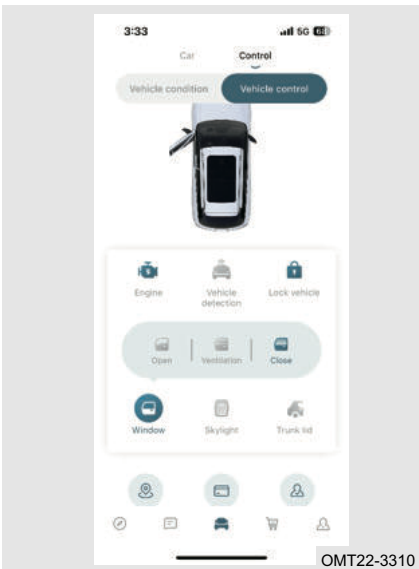 3:33 5G
Car Control
Vehicle condition Vehicle control
Engine Vehicle detection Lock vehicle
Open Ventilation Close
Window Skylight Trunk lid
OMT22-3310